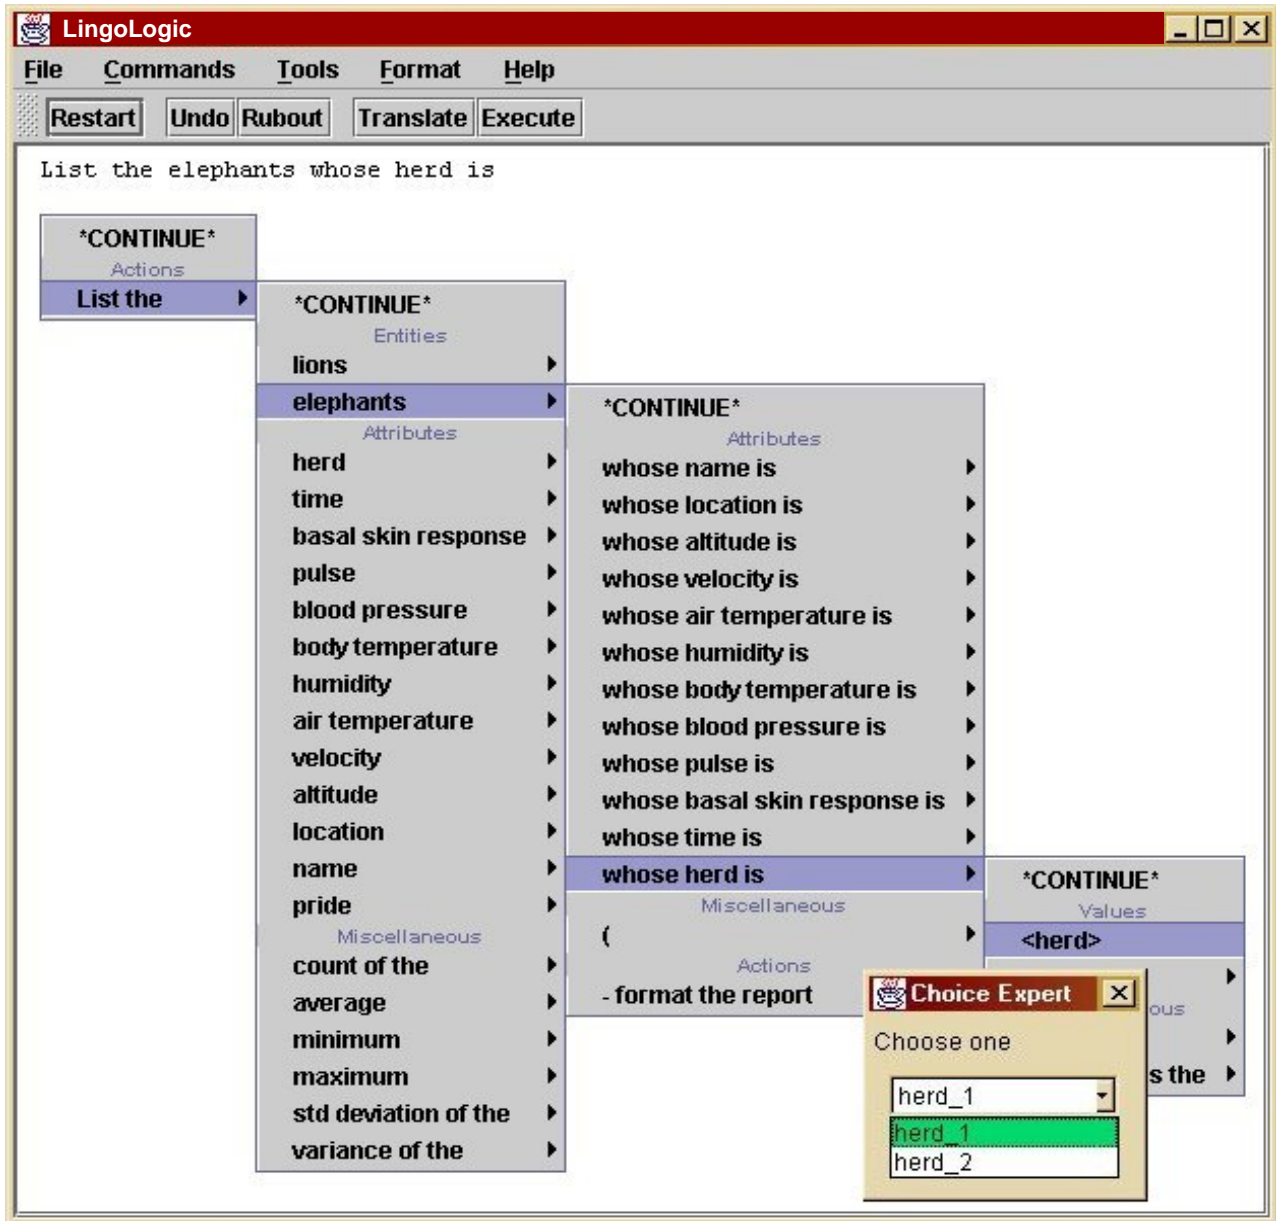 LingoLogic
File Commands Tools Format Help
Restart Undo Rubout Translate Execute
List the elephants whose herd is
*CONTINUE*
Actions
List the
*CONTINUE*
Entities
lions
elephants
Attributes
herd
time
basal skin response
pulse
blood pressure
body temperature
humidity
air temperature
velocity
altitude
location
name
pride
Miscellaneous
count of the
average
minimum
maximum
std deviation of the
variance of the
*CONTINUE*
Attributes
whose name is
whose location is
whose altitude is
whose velocity is
whose air temperature is
whose humidity is
whose body temperature is
whose blood pressure is
whose pulse is
whose basal skin response is
whose time is
whose herd is
Miscellaneous
(
Actions
- format the report
*CONTINUE*
Values
<herd>
ous
s the
Choice Expert
Choose one
herd_1
herd_1
herd_2